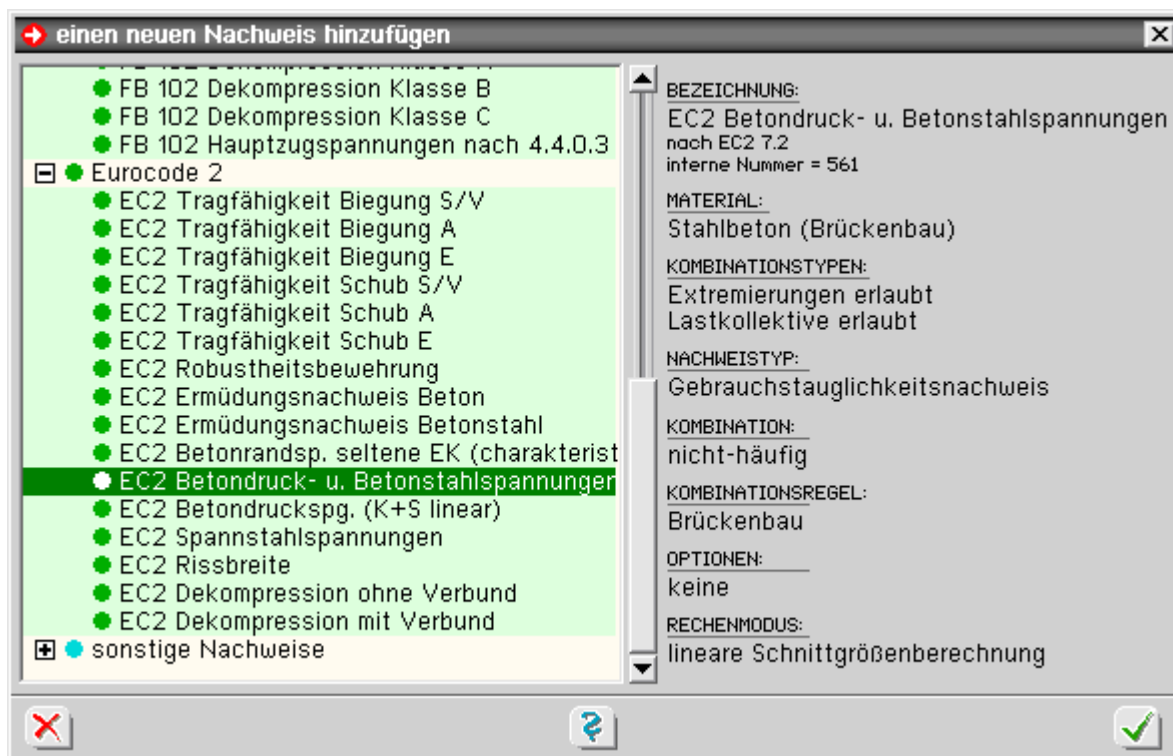 einen neuen Nachweis hinzufügen
FB 102 Dekompression Klasse B
FB 102 Dekompression Klasse C
FB 102 Hauptzugspannungen nach 4.4.0.3
Eurocode 2
EC2 Tragfähigkeit Biegung S/V
EC2 Tragfähigkeit Biegung A
EC2 Tragfähigkeit Biegung E
EC2 Tragfähigkeit Schub S/V
EC2 Tragfähigkeit Schub A
EC2 Tragfähigkeit Schub E
EC2 Robustheitsbewehrung
EC2 Ermüdungsnachweis Beton
EC2 Ermüdungsnachweis Betonstahl
EC2 Betonrandsp. seltene EK (charakterist
EC2 Betondruck- u. Betonstahlspannungen
EC2 Betondruckspg. (K+S linear)
EC2 Spannstahlspannungen
EC2 Rissbreite
EC2 Dekompression ohne Verbund
EC2 Dekompression mit Verbund
sonstige Nachweise
BEZEICHNUNG:
EC2 Betondruck- u. Betonstahlspannungen
nach EC2 7.2
interne Nummer = 561
MATERIAL:
Stahlbeton (Brückenbau)
KOMBINATIONSTYPEN:
Extremierungen erlaubt
Lastkollektive erlaubt
NACHWEISTYP:
Gebrauchstauglichkeitsnachweis
KOMBINATION:
nicht-häufig
KOMBINATIONSREGEL:
Brückenbau
OPTIONEN:
keine
RECHENMODUS:
lineare Schnittgrößenberechnung